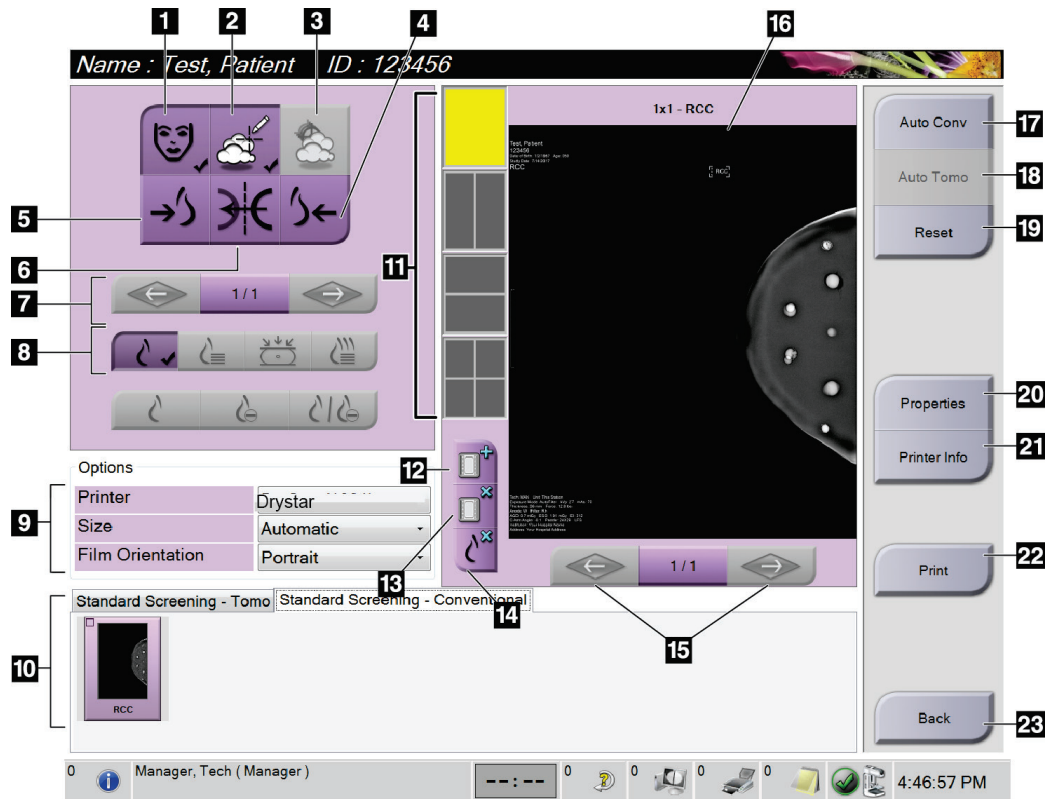 1
2
3
4
16
Name : Test, Patient ID : 123456
1x1 - RCC
Test, Patient
123456
RCC
RCC
Auto Conv
17
Auto Tomo
18
Reset
19
5
6
11
7
1 / 1
8
Properties
20
Printer Info
21
Options
12
9
Printer
Drystar
Size
Automatic
Film Orientation
Portrait
13
14
1 / 1
15
Print
22
Standard Screening - Tomo
Standard Screening - Conventional
10
RCC
Back
23
0
Manager, Tech ( Manager )
--:--
0
0
0
0
4:46:57 PM